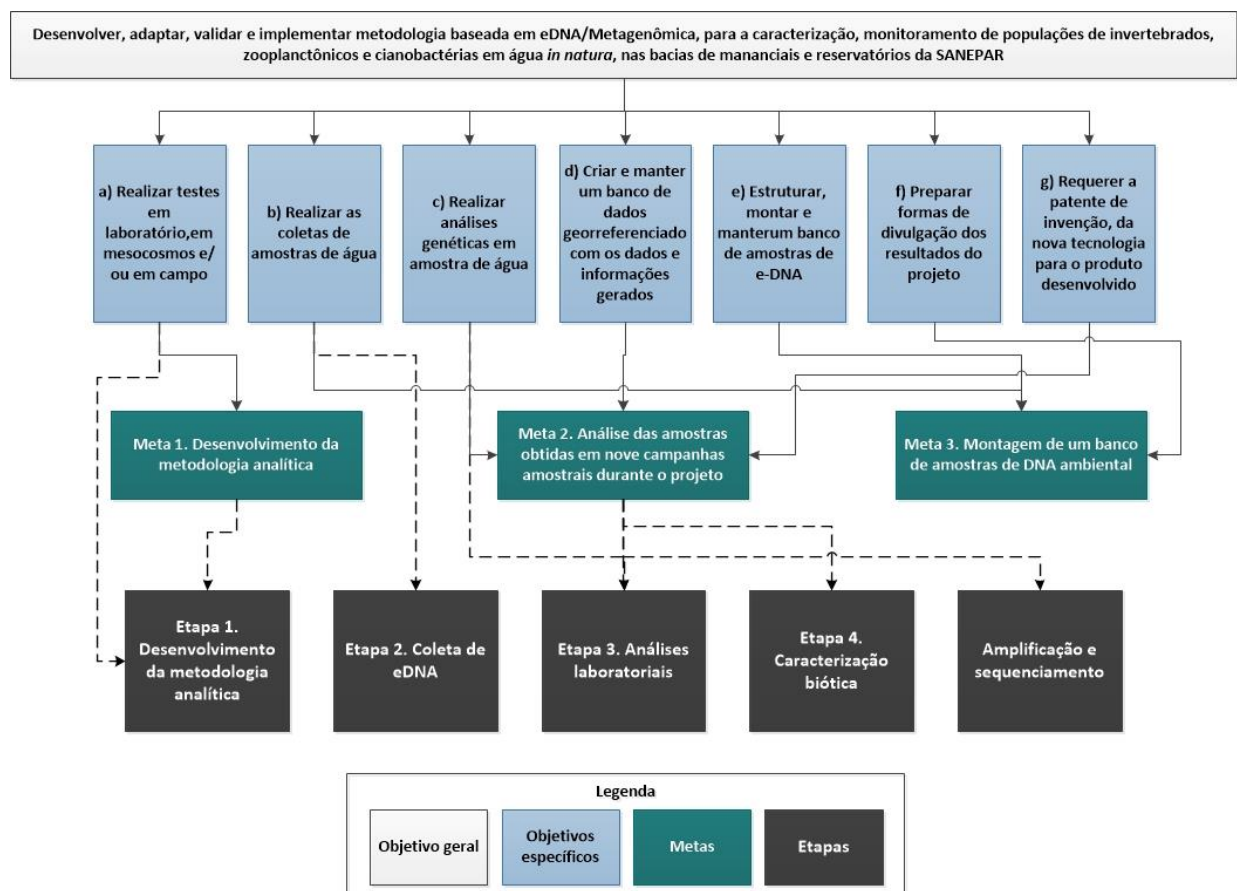 Desenvolver, adaptar, validar e implementar metodologia baseada em eDNA/Metagenômica, para a caracterização, monitoramento de populações de invertebrados,
zooplanctônicos e cianobactérias em água in natura, nas bacias de mananciais e reservatórios da SANEPAR
a) Realizar testes
em
laboratório,em
mesocosmos e/
ou em campo
b) Realizar as
coletas de
amostras de água
c) Realizar
análises
genéticas em
amostra de água
d) Criar e manter
um banco de
dados
georreferenciado
com os dados e
informações
gerados
e) Estruturar,
montar e
manterum banco
de amostras de
e-DNA
f) Preparar
formas de
divulgação dos
resultados do
projeto
g) Requerer a
patente de
invenção, da
nova tecnologia
para o produto
desenvolvido
Meta 1. Desenvolvimento da
metodologia analítica
Meta 2. Análise das amostras
obtidas em nove campanhas
amostrais durante o projeto
Meta 3. Montagem de um banco
de amostras de DNA ambiental
Etapa 1.
Desenvolvimento
da metodologia
analítica
Etapa 2. Coleta de
eDNA
Etapa 3. Análises
laboratoriais
Etapa 4.
Caracterização
biótica
Amplificação e
sequenciamento
Legenda
Objetivo geral
Objetivos
específicos
Metas
Etapas